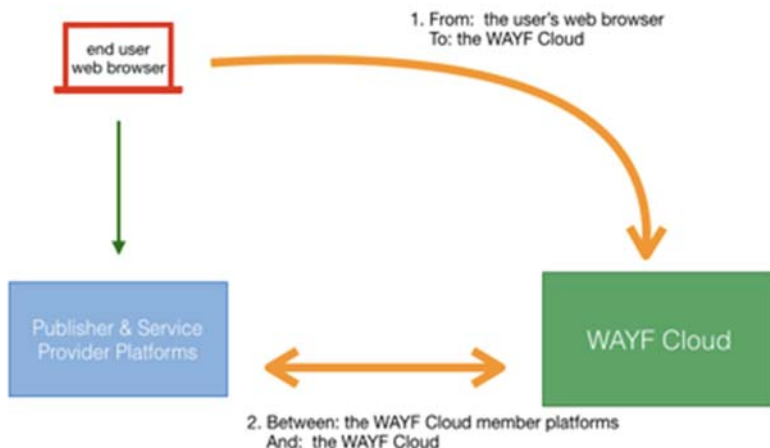 1. From: the user's web browser
To: the WAYF Cloud
end user
web browser
Publisher & Service
Provider Platforms
WAYF Cloud
2. Between: the WAYF Cloud member platforms
And: the WAYF Cloud